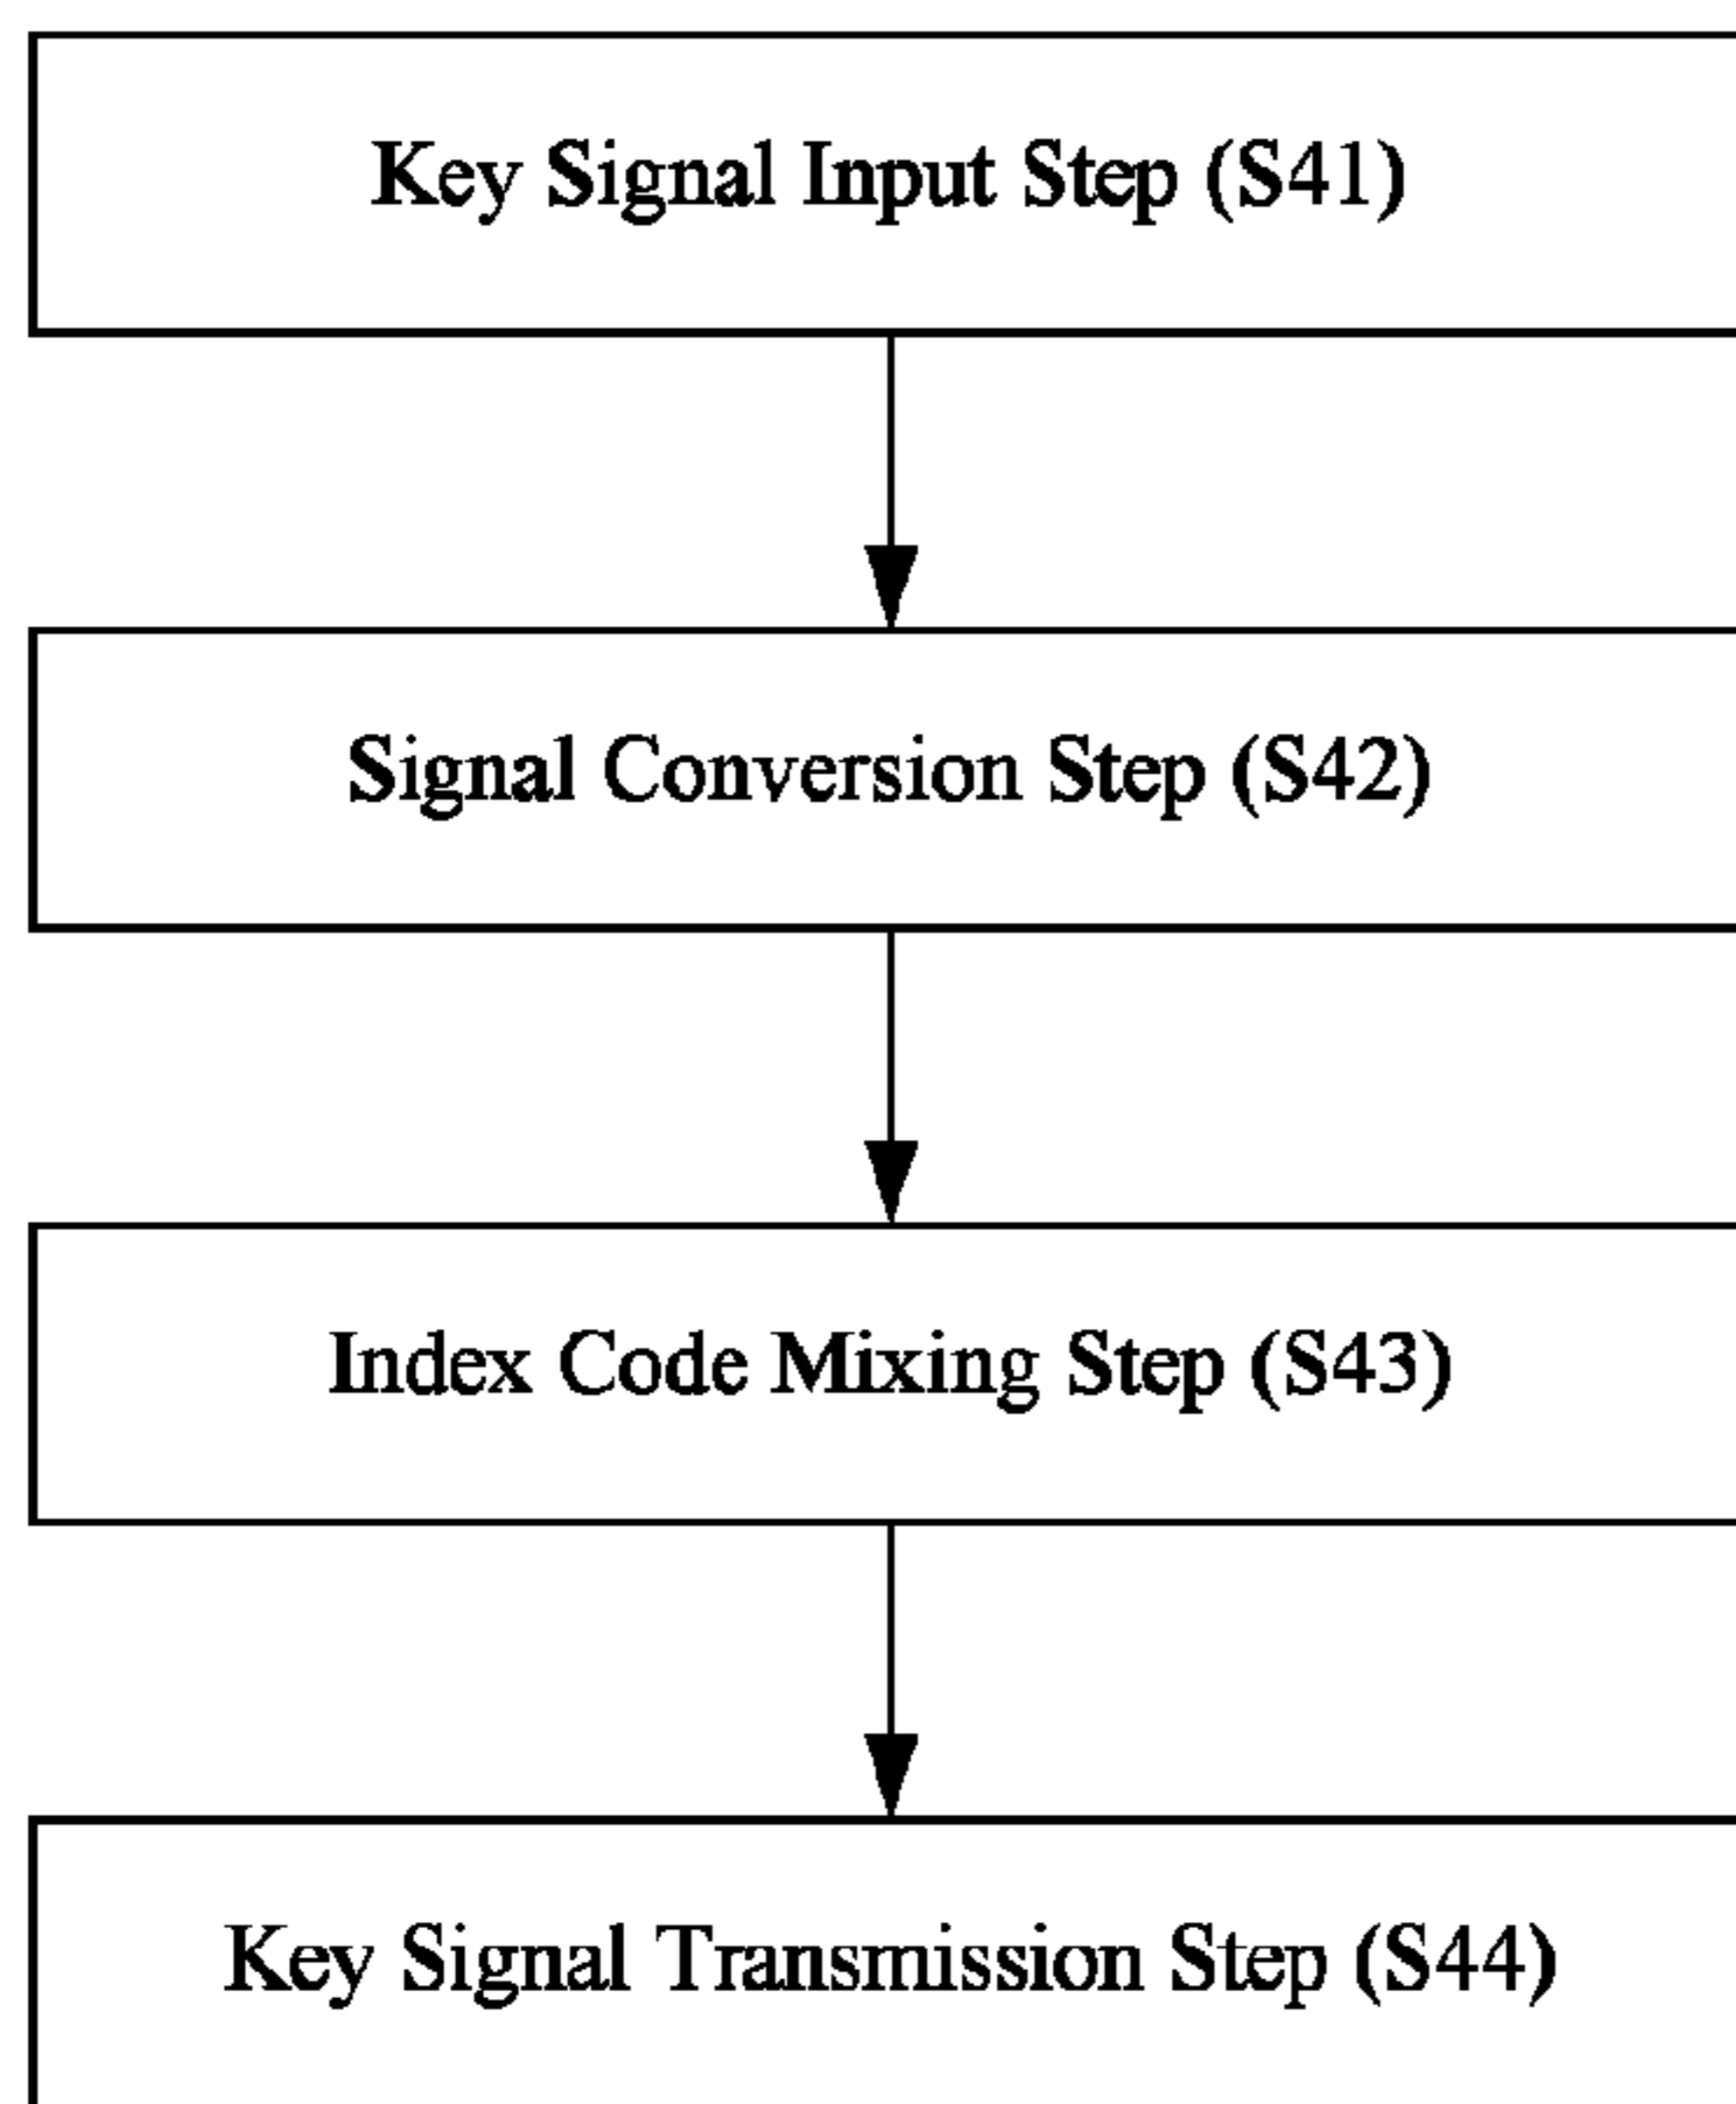 Key Signal Input Step (S41)
Signal Conversion Step (S42)
Index Code Mixing Step (S43)
Key Signal Transmission Step (S44)